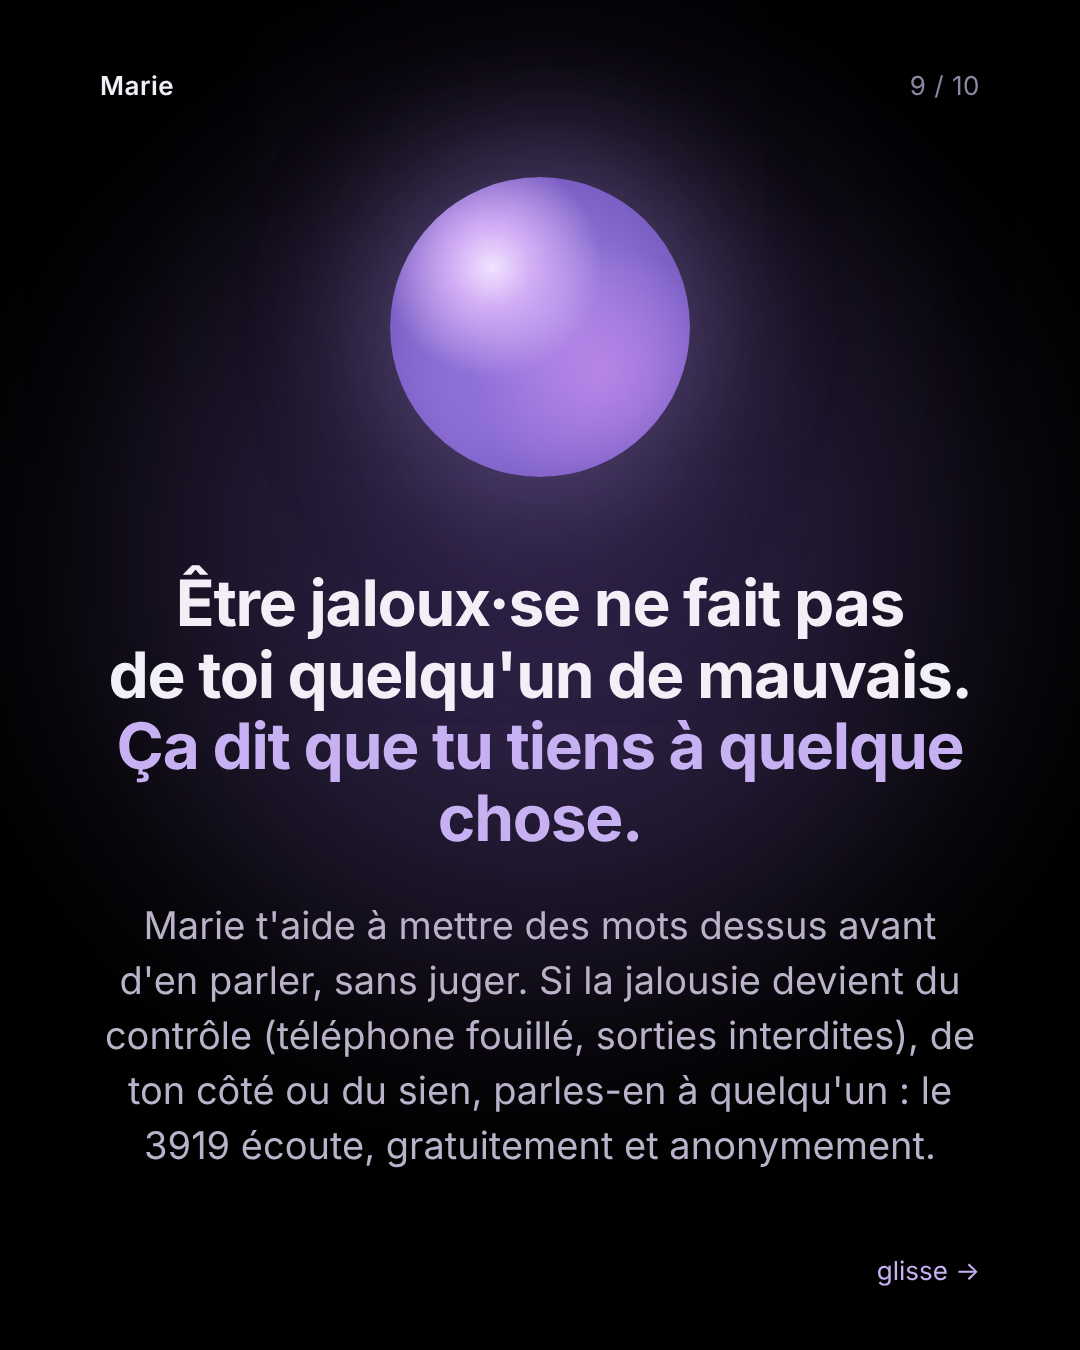 Marie
9 / 10
Être jaloux·se ne fait pas
de toi quelqu'un de mauvais.
Ça dit que tu tiens à quelque
chose.
Marie t'aide à mettre des mots dessus avant
d'en parler, sans juger. Si la jalousie devient du
contrôle (téléphone fouillé, sorties interdites), de
ton côté ou du sien, parles-en à quelqu'un : le
3919 écoute, gratuitement et anonymement.
glisse →